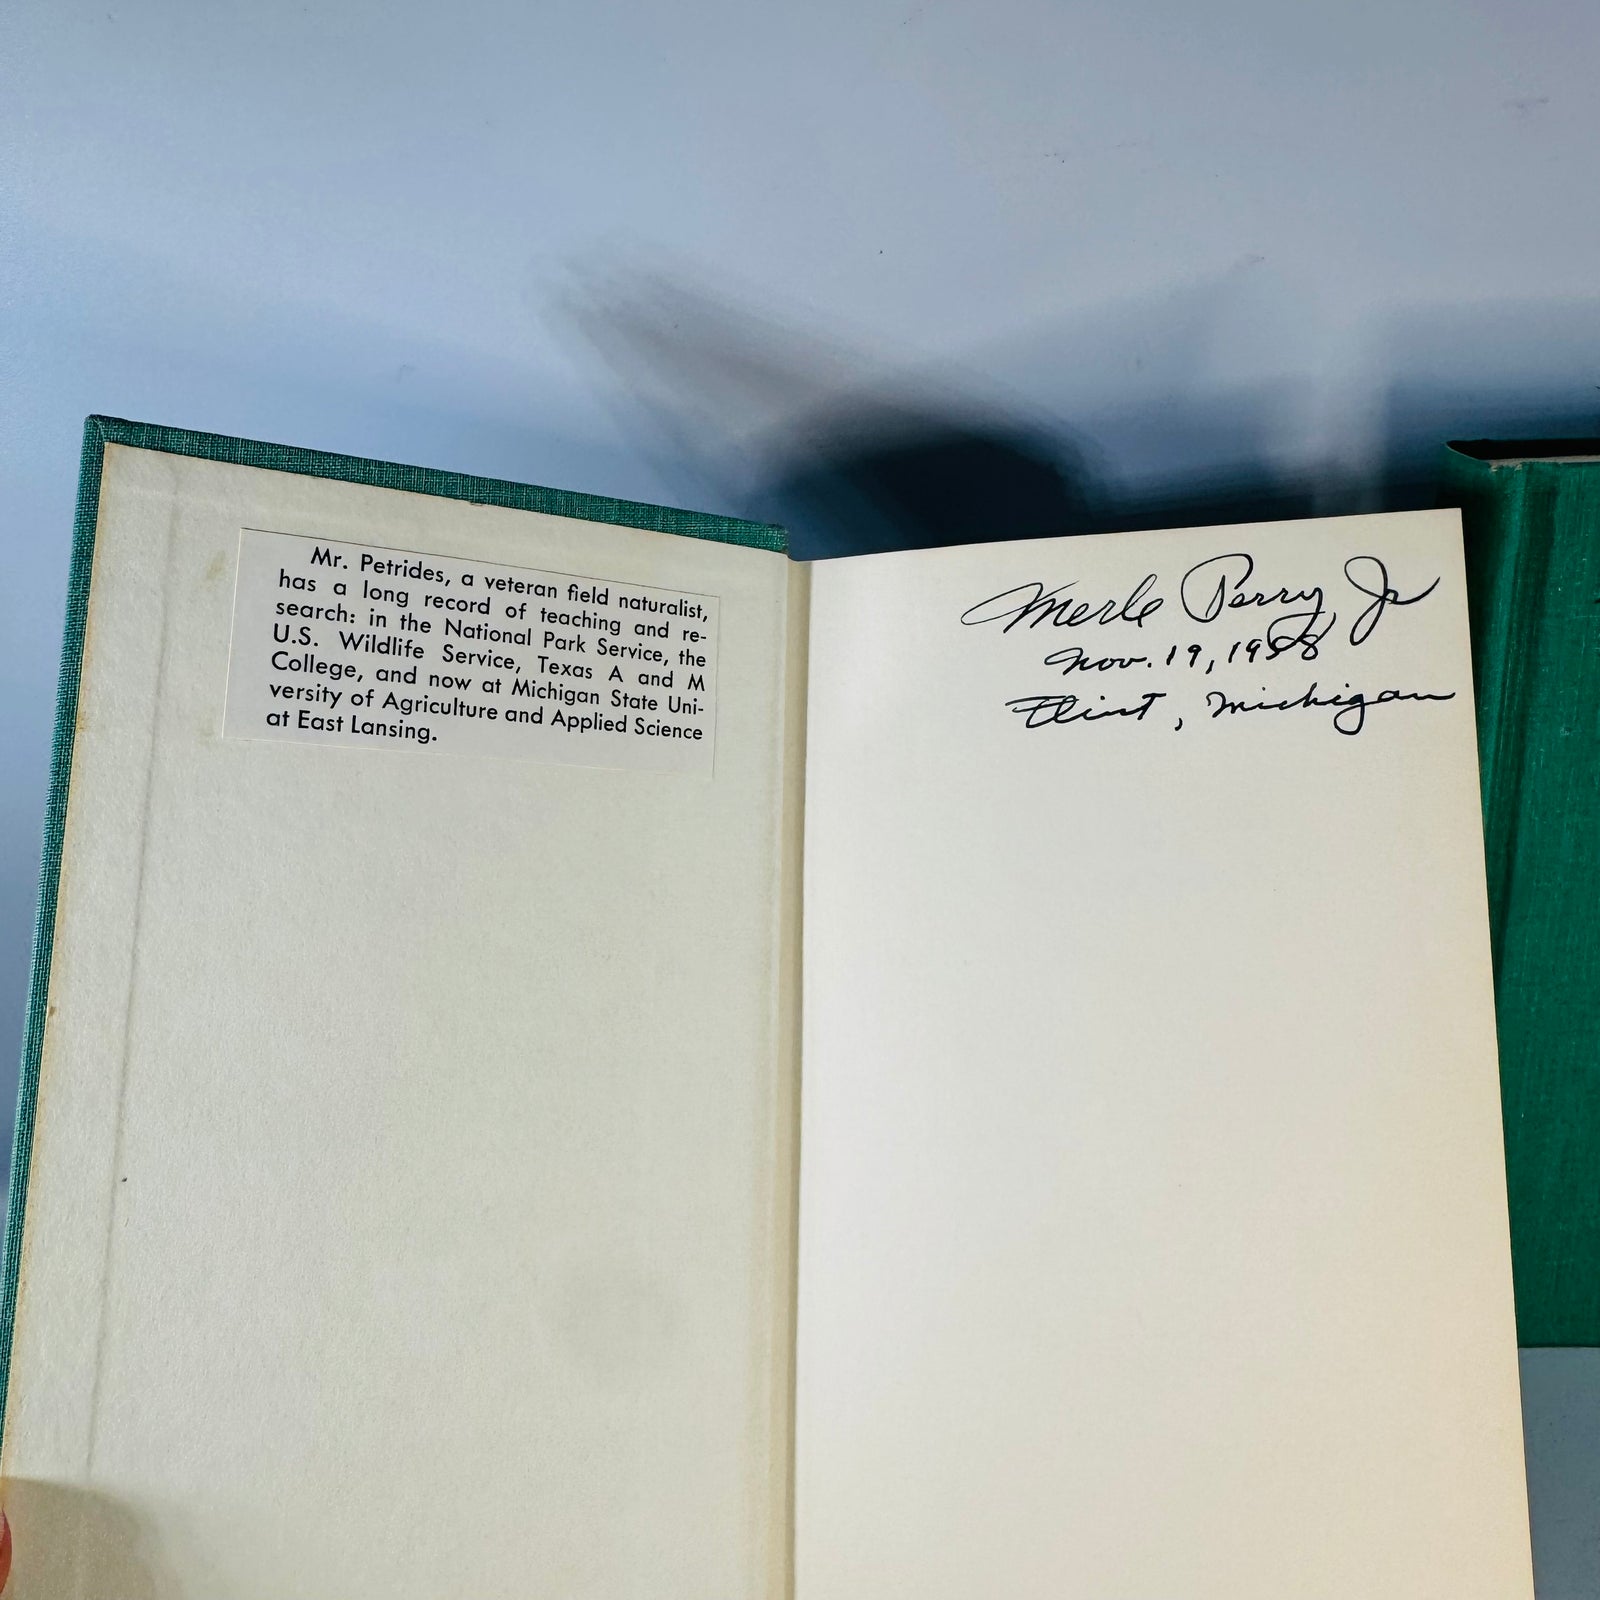 Mr. Petrides, a veteran field naturalist,
has a long record of teaching and re-
search: in the National Park Service, the
U.S. Wildlife Service, Texas A and M
College, and now at Michigan State Uni-
versity of Agriculture and Applied Science
at East Lansing.
Merle Perry, Jr
Nov. 19, 1958
Flint, Michigan